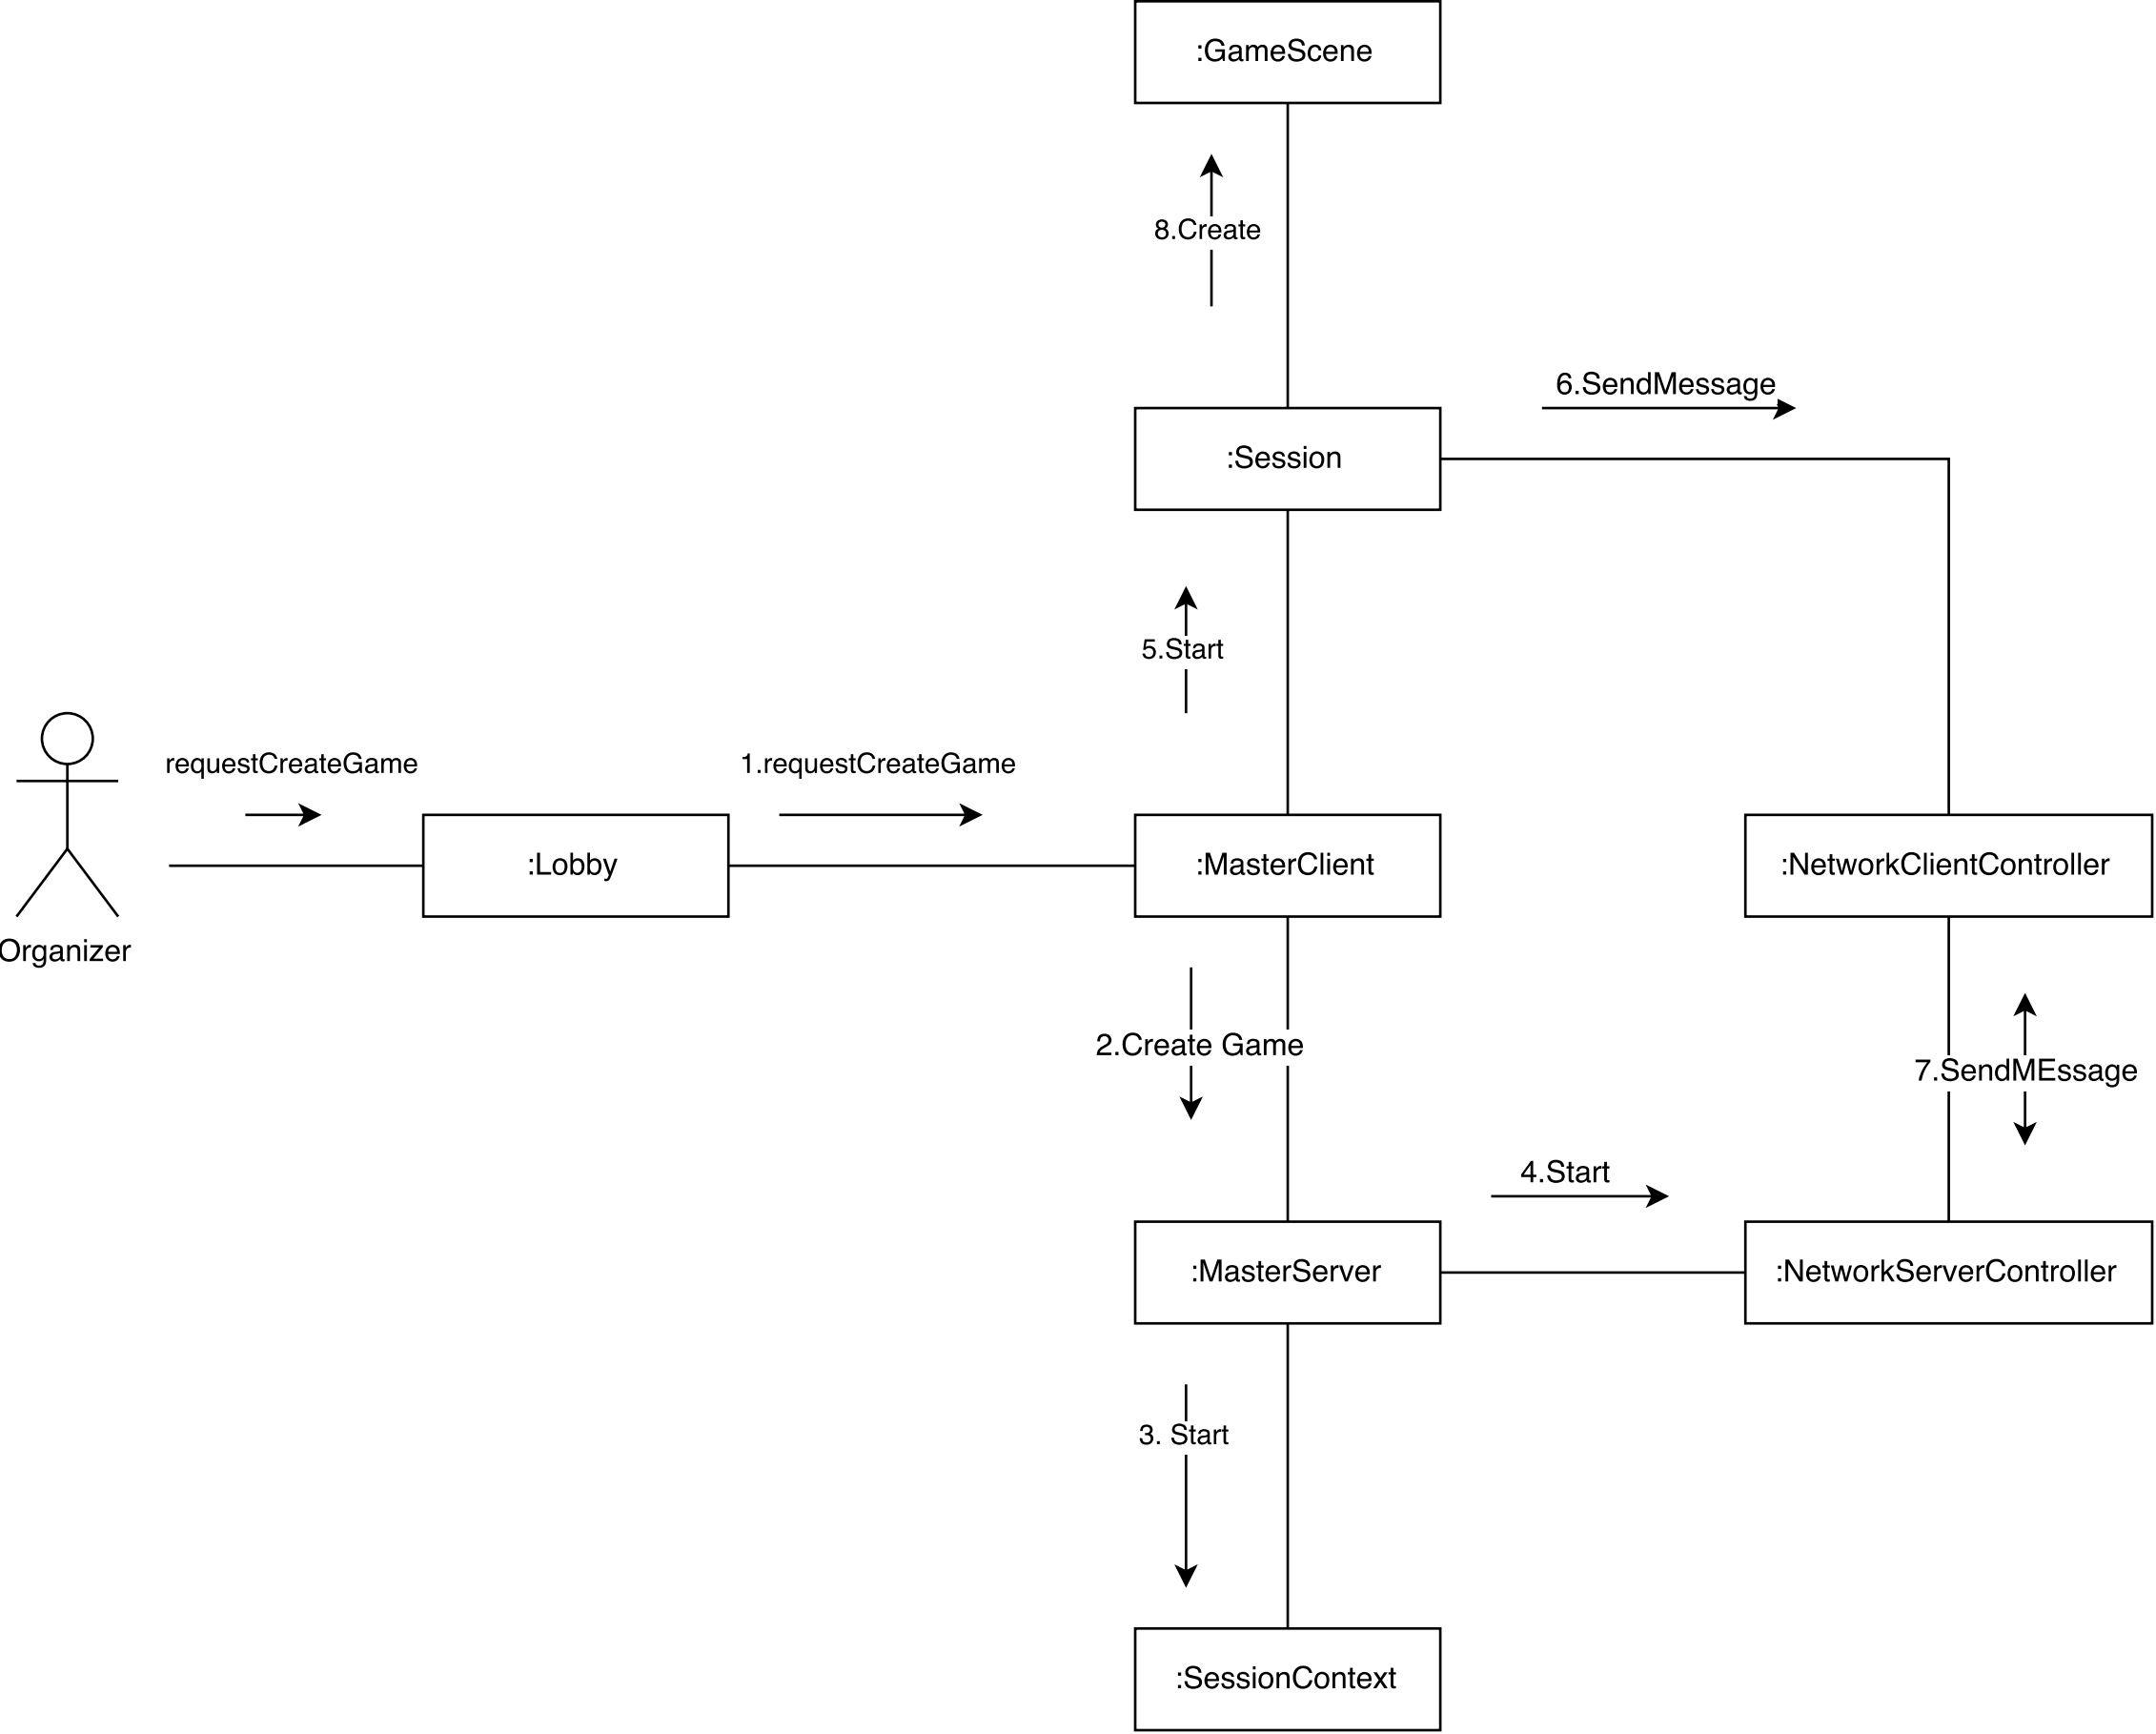 :GameScene
8.Create
6.SendMessage
:Session
5.Start
requestCreateGame
1.requestCreateGame
:Lobby
:MasterClient
:NetworkClientController
Organizer
2.Create Game
7.SendMEssage
4.Start
:MasterServer
:NetworkServerController
3. Start
:SessionContext